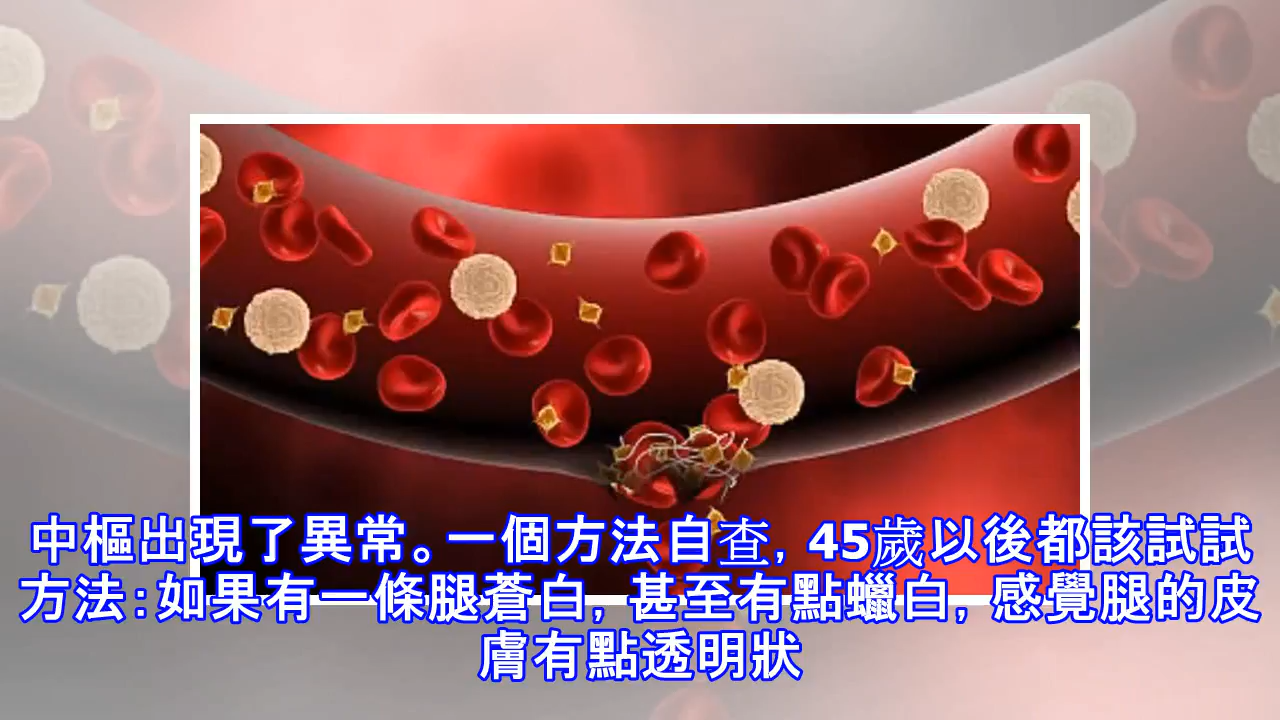 中樞出現了異常。一個方法自查, 45歲以後都該試試
方法:如果有一條腿蒼白, 甚至有點蠟白, 感覺腿的皮
膚有點透明狀